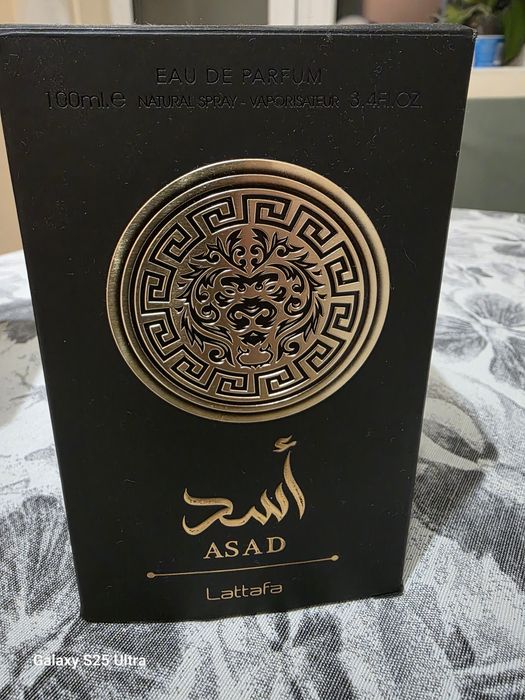 EAU DE PARFUM
100ml.e NATURAL SPRAY - VAPORISATEUR 3.4Fl.OZ.
أسد
ASAD
Lattafa
Galaxy S25 Ultra